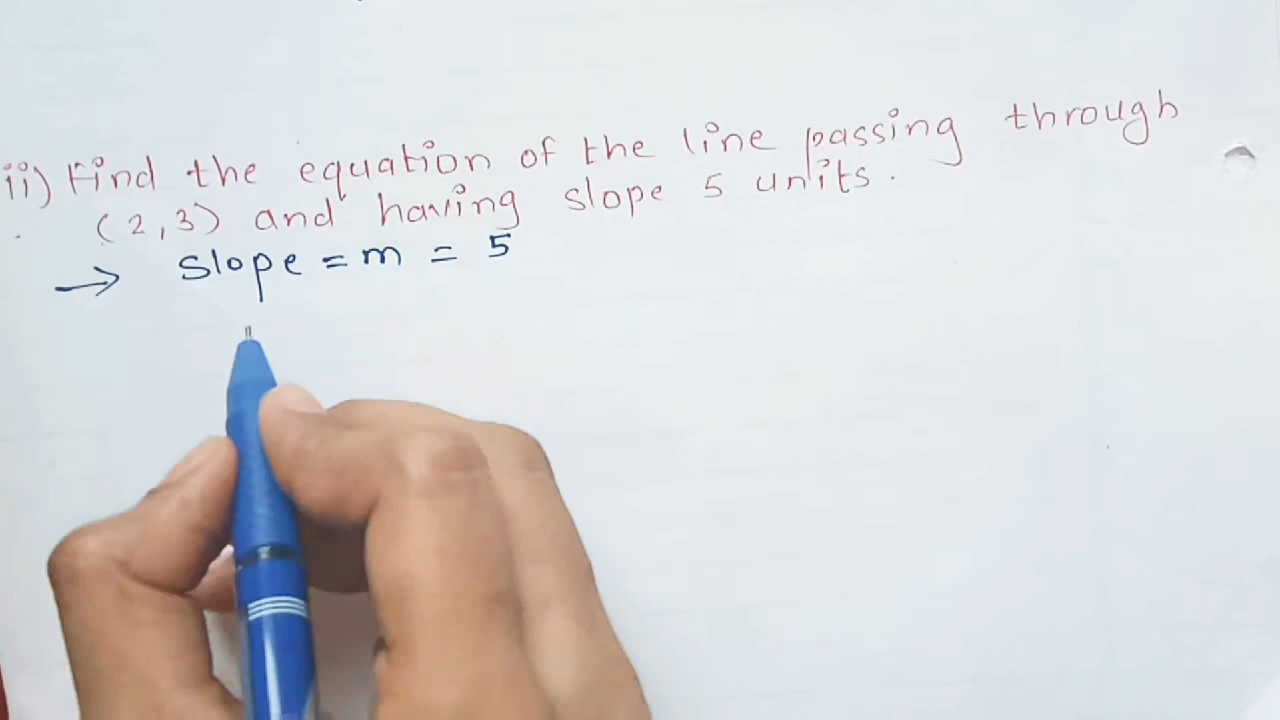 ii) Find the equation of the line passing through
(2,3) and having slope 5 units.
→ Slope = m = 5